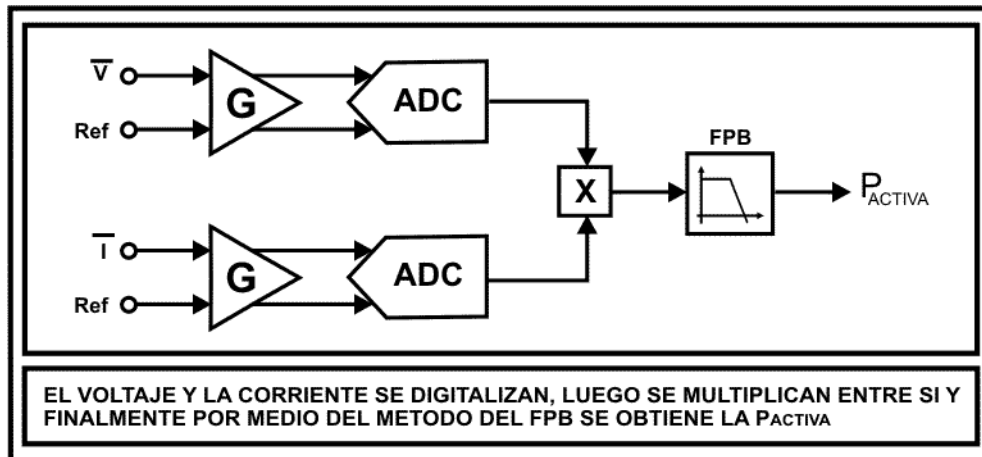 V
Ref
G
ADC
I
Ref
G
ADC
X
FPB
PACTIVA
EL VOLTAJE Y LA CORRIENTE SE DIGITALIZAN, LUEGO SE MULTIPLICAN ENTRE SI Y
FINALMENTE POR MEDIO DEL METODO DEL FPB SE OBTIENE LA PACTIVA